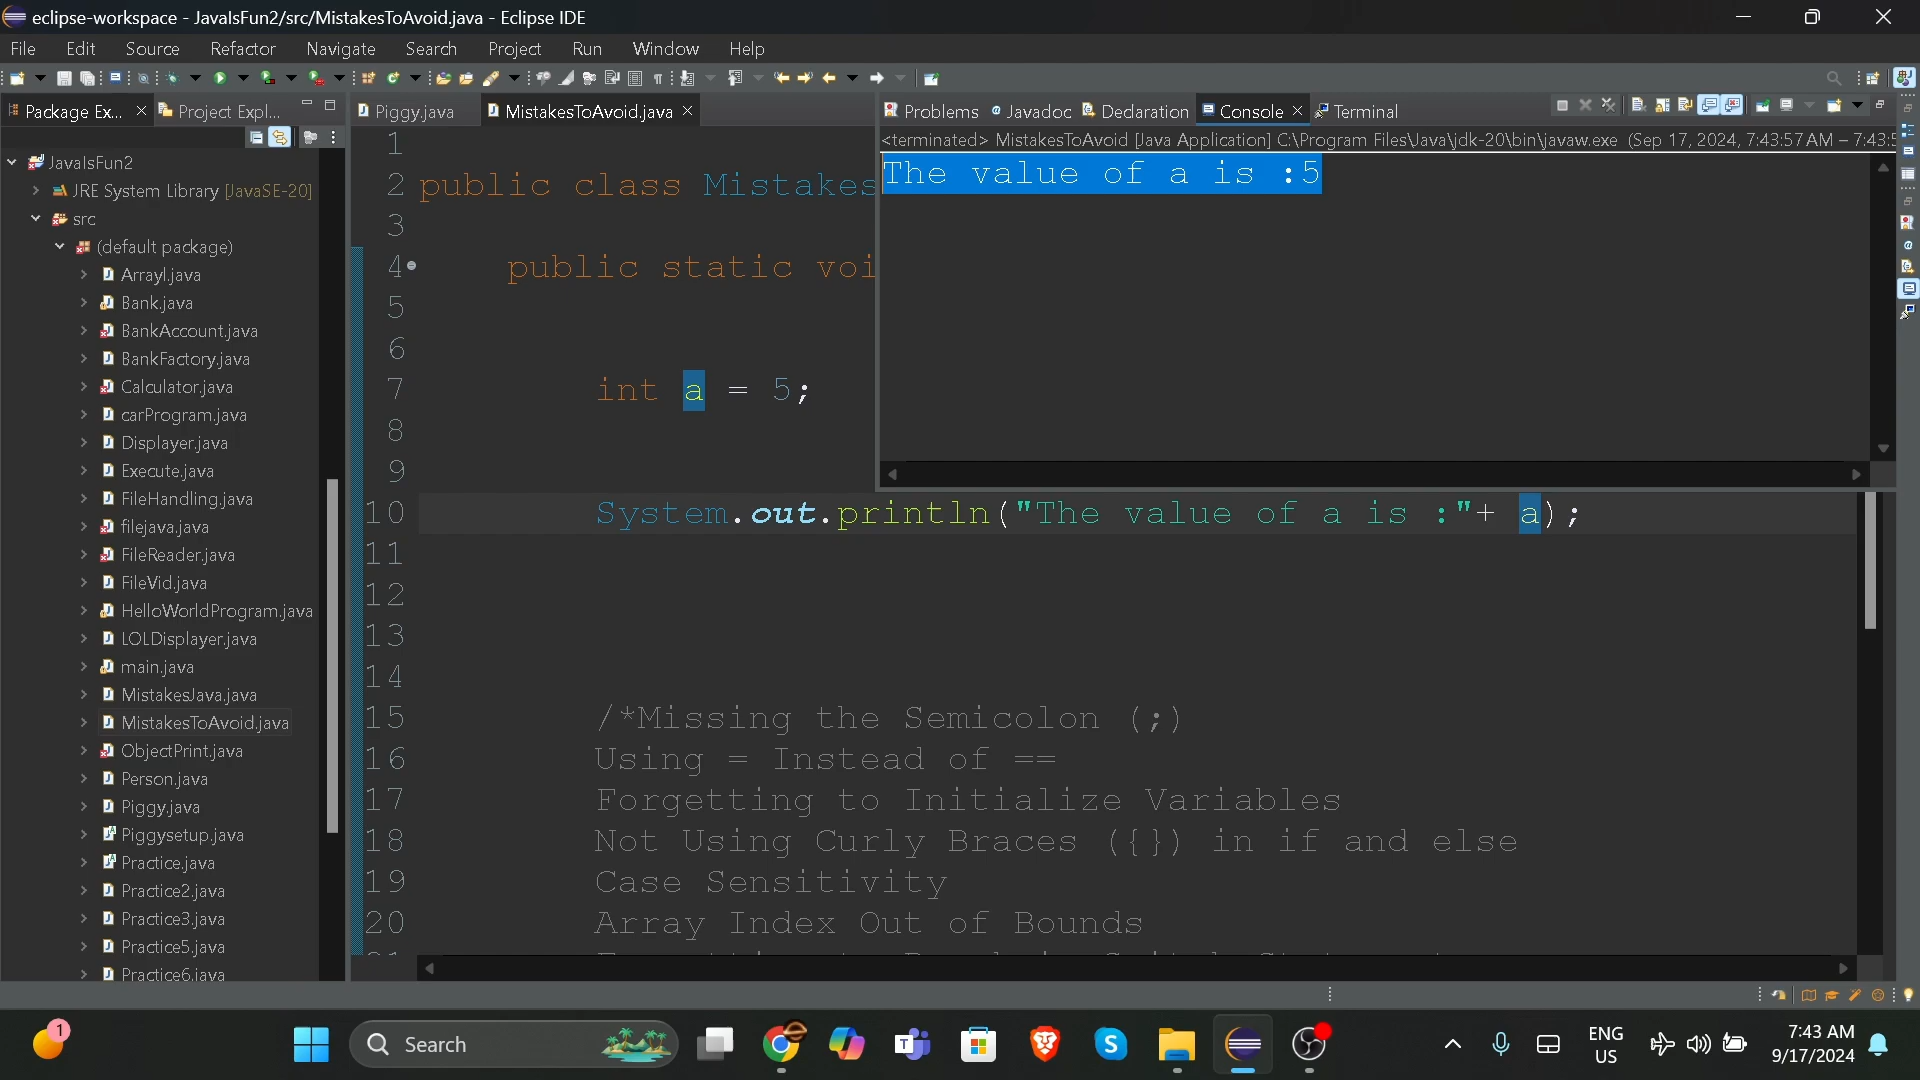 eclipse-workspace - JavaIsFun2/src/MistakesToAvoid.java - Eclipse IDE
File Edit Source Refactor Navigate Search Project Run Window Help
Package Ex... Project Expl...
JavaIsFun2
JRE System Library [JavaSE-20]
src
(default package)
Arrayl.java
Bank.java
BankAccount.java
BankFactory.java
Calculator.java
carProgram.java
Displayer.java
Execute.java
FileHandling.java
filejava.java
FileReader.java
FileVid.java
HelloWorldProgram.java
LOLDisplayer.java
main.java
MistakesJava.java
MistakesToAvoid.java
ObjectPrint.java
Person.java
Piggy.java
Piggysetup.java
Practice.java
Practice2.java
Practice3.java
Practice5.java
Practice6.java
Piggy.java MistakesToAvoid.java
1
2 public class Mistakes
3
4 public static voi
5
6
7 int a = 5;
8
9
10 System.out.println("The value of a is :"+ a);
11
12
13
14
15 /*Missing the Semicolon (;)
16 Using = Instead of ==
17 Forgetting to Initialize Variables
18 Not Using Curly Braces ({}) in if and else
19 Case Sensitivity
20 Array Index Out of Bounds
Problems Javadoc Declaration Console Terminal
<terminated> MistakesToAvoid [Java Application] C:\Program Files\Java\jdk-20\bin\javaw.exe (Sep 17, 2024, 7:43:57 AM – 7:43:5
The value of a is :5
1
Search
ENG
US
7:43 AM
9/17/2024